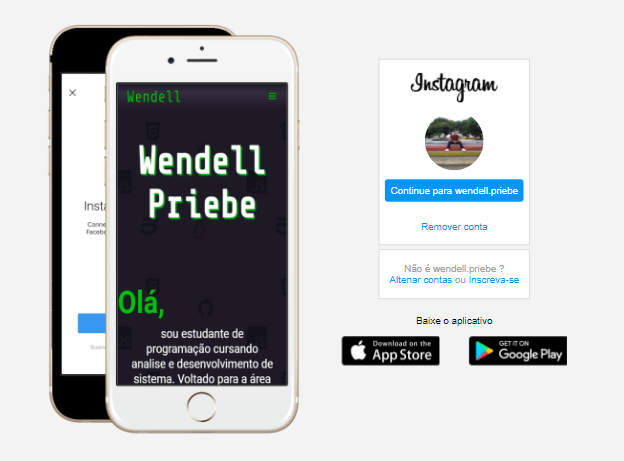 Wendell
Wendell
Priebe
Olá,
sou estudante de
programação cursando
analise e desenvolvimento de
sistema. Voltado para a área
Insta
Conne
Facebo
Instagram
Continue para wendell.priebe
Remover conta
Não é wendell.priebe ?
Altenar contas ou Inscreva-se
Baixe o aplicativo
Download on the
App Store
GET IT ON
Google Play